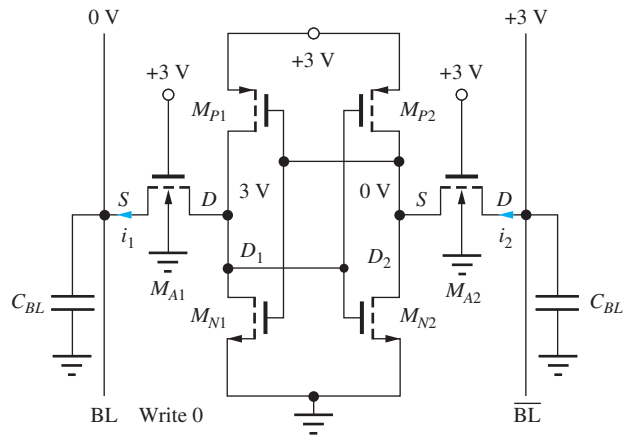 0 V
+3 V
+3 V
+3 V
+3 V
M_P1
M_P2
S
D
3 V
0 V
S
D
i_1
i_2
M_A1
D_1
D_2
M_A2
C_BL
M_N1
M_N2
C_BL
BL
Write 0
BL